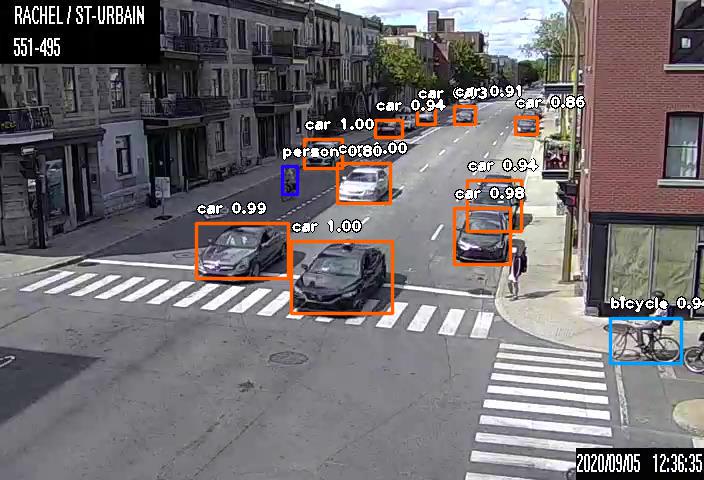 RACHEL / ST-URBAIN
551-495
car 0.91
car 0.94
car 0.86
car 1.00
person 0.80
car 0.94
car 0.98
car 0.99
car 1.00
bicycle 0.94
2020/09/05 12:36:35